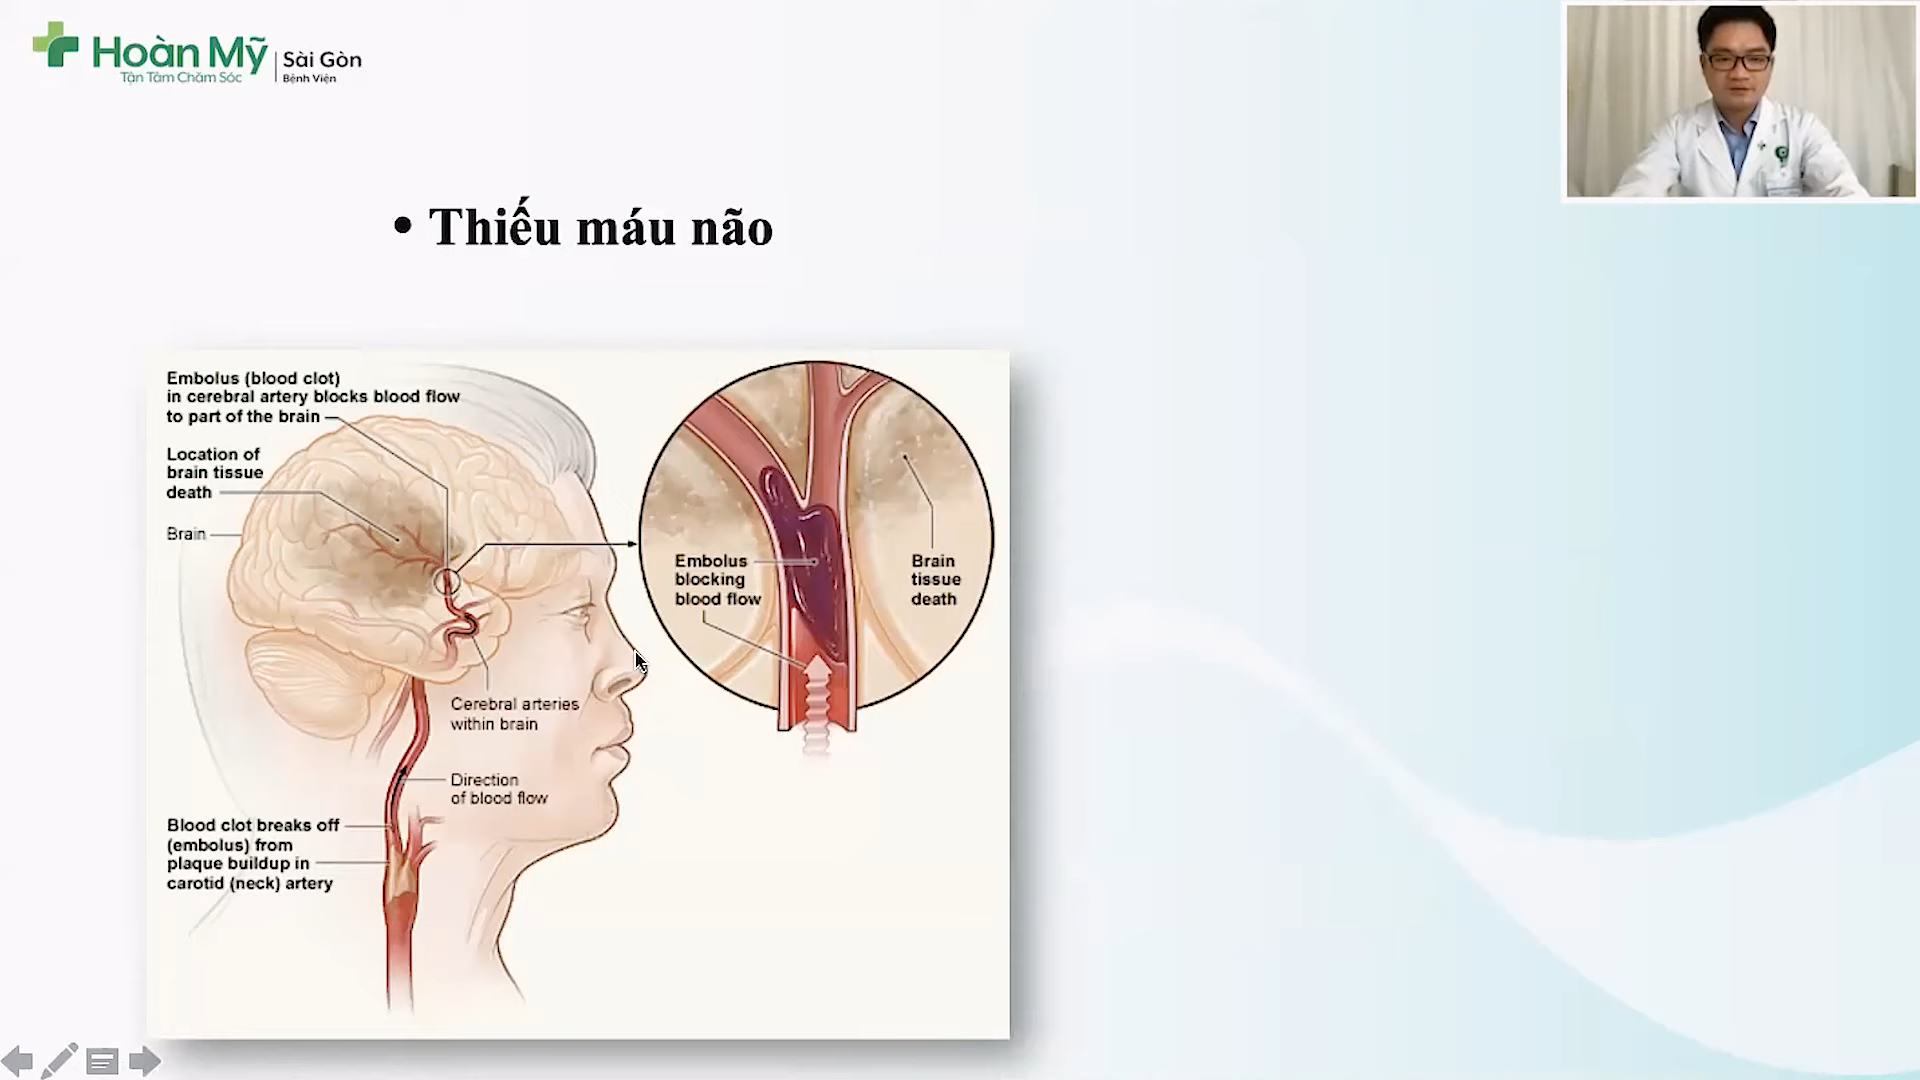 Hoàn Mỹ
Tận Tâm Chăm Sóc
Sài Gòn
Bệnh Viện
• Thiếu máu não
Embolus (blood clot)
in cerebral artery blocks blood flow
to part of the brain
Location of
brain tissue
death
Brain
Embolus
blocking
blood flow
Brain
tissue
death
Cerebral arteries
within brain
Direction
of blood flow
Blood clot breaks off
(embolus) from
plaque buildup in
carotid (neck) artery